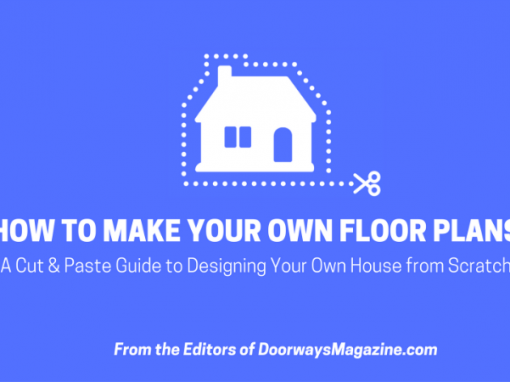 HOW TO MAKE YOUR OWN FLOOR PLANS
A Cut & Paste Guide to Designing Your Own House from Scratch
From the Editors of DoorwaysMagazine.com